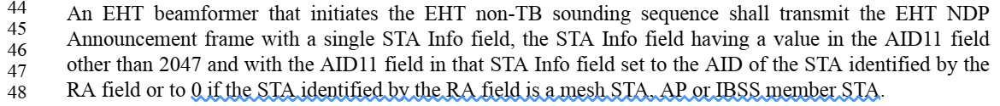 44 An EHT beamformer that initiates the EHT non-TB sounding sequence shall transmit the EHT NDP
45 Announcement frame with a single STA Info field, the STA Info field having a value in the AID11 field
46
47 other than 2047 and with the AID11 field in that STA Info field set to the AID of the STA identified by the
48 RA field or to 0 if the STA identified by the RA field is a mesh STA, AP or IBSS member STA.